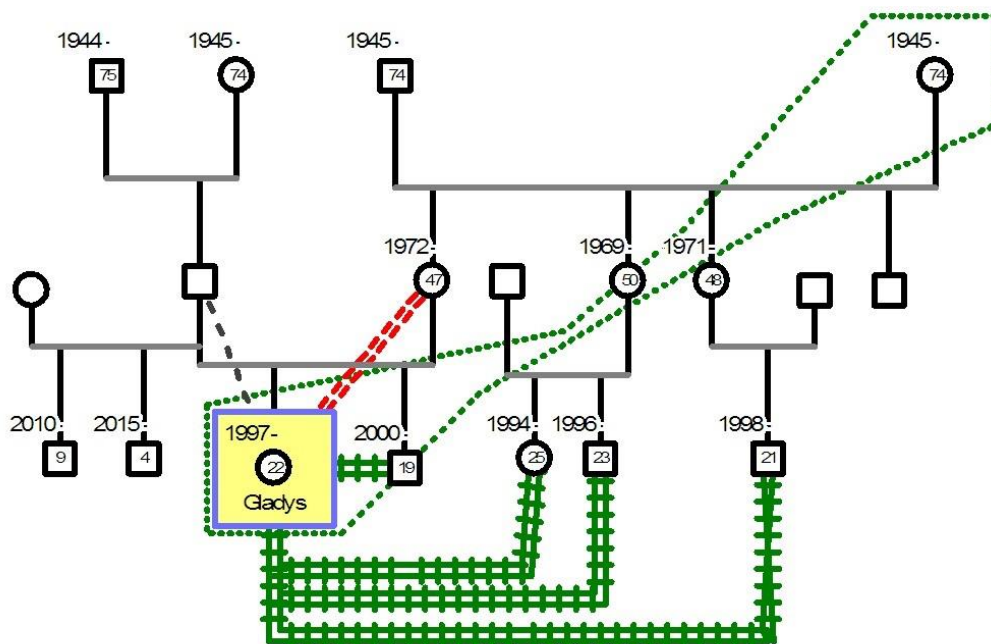 1944- 1945- 1945- 1945-
75 74 74 74
1972- 1969- 1971-
47 50 48
2010- 2015- 1997- 2000- 1994- 1996- 1998-
9 4 22 19 25 23 21
Gladys